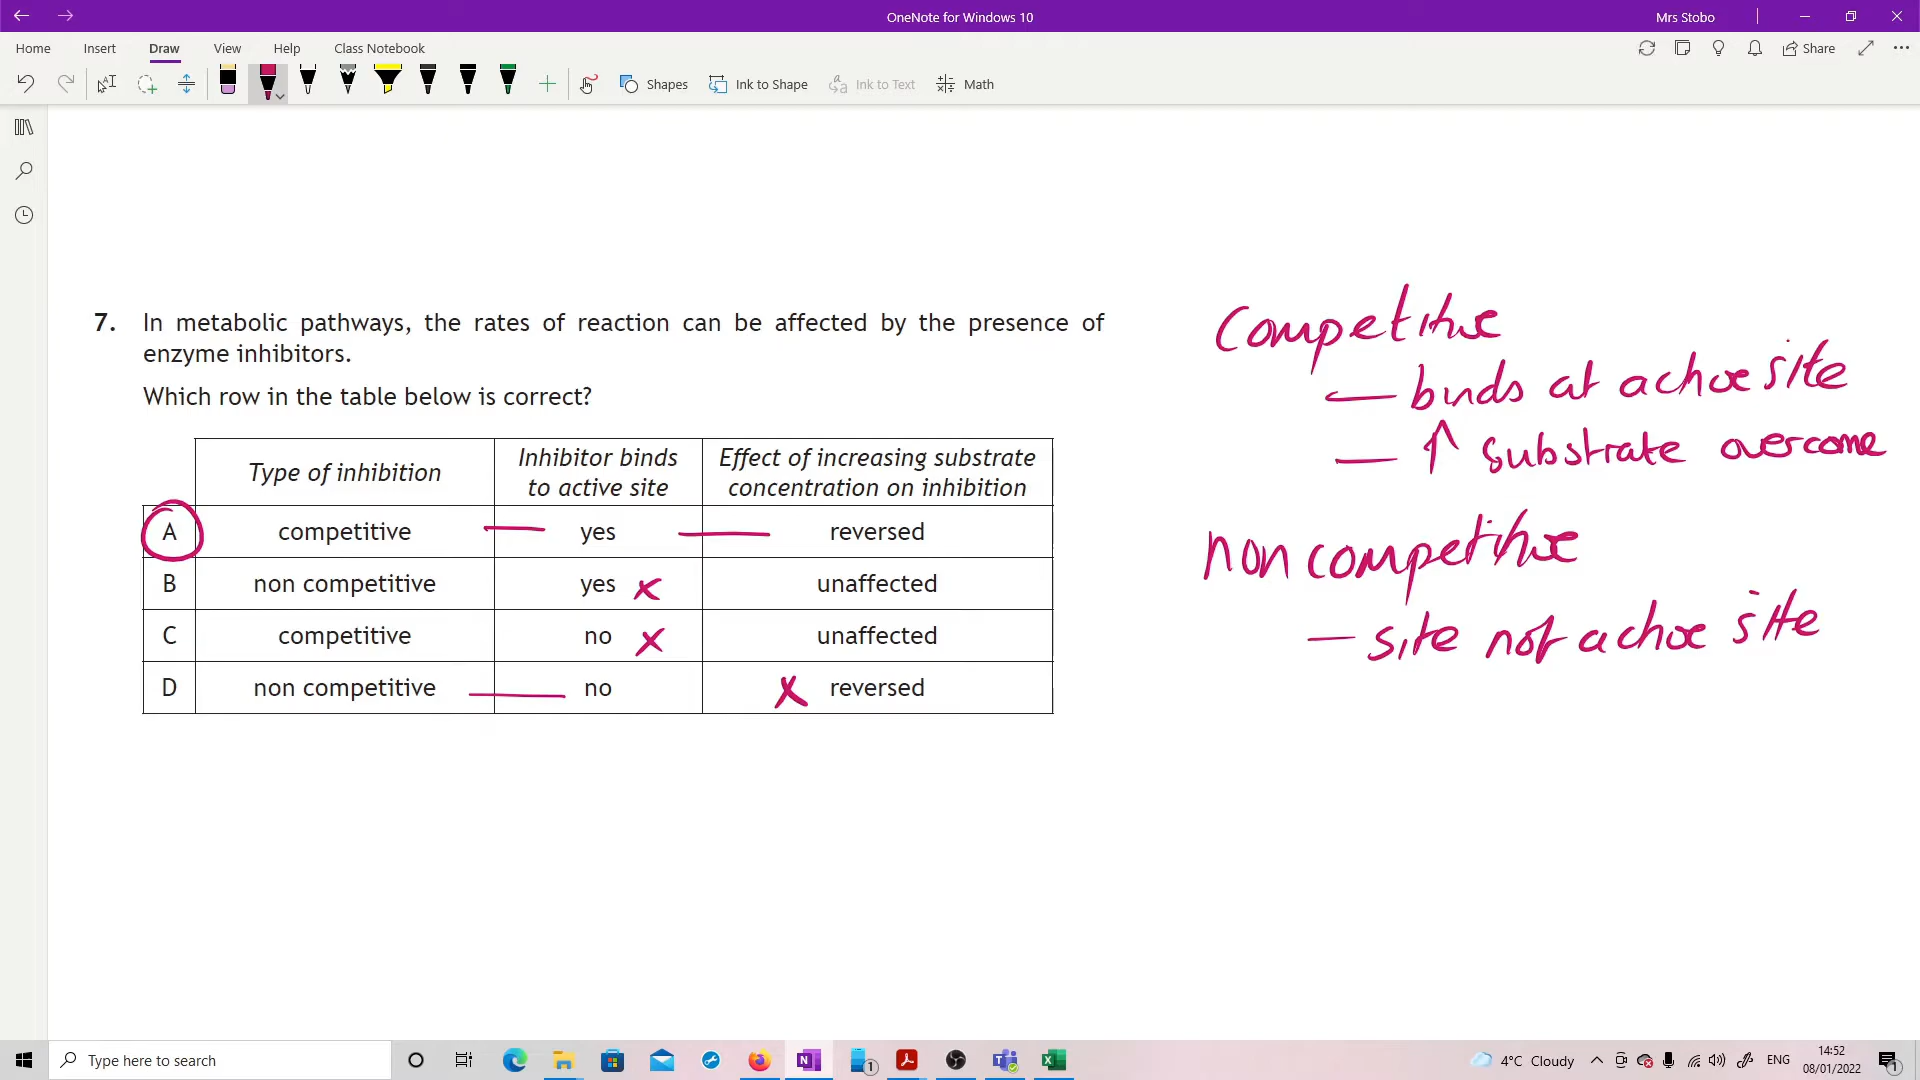 OneNote for Windows 10
Mrs Stobo
Home Insert Draw View Help Class Notebook
Share
Shapes Ink to Shape Ink to Text Math
7. In metabolic pathways, the rates of reaction can be affected by the presence of
enzyme inhibitors.
Which row in the table below is correct?
Type of inhibition Inhibitor binds to active site Effect of increasing substrate concentration on inhibition
A competitive yes reversed
B non competitive yes x unaffected
C competitive no x unaffected
D non competitive no x reversed
Competitive
— binds at active site
— ↑ substrate overcome
non competitive
— site not active site
Type here to search
4°C Cloudy
ENG
14:52
08/01/2022
1
1